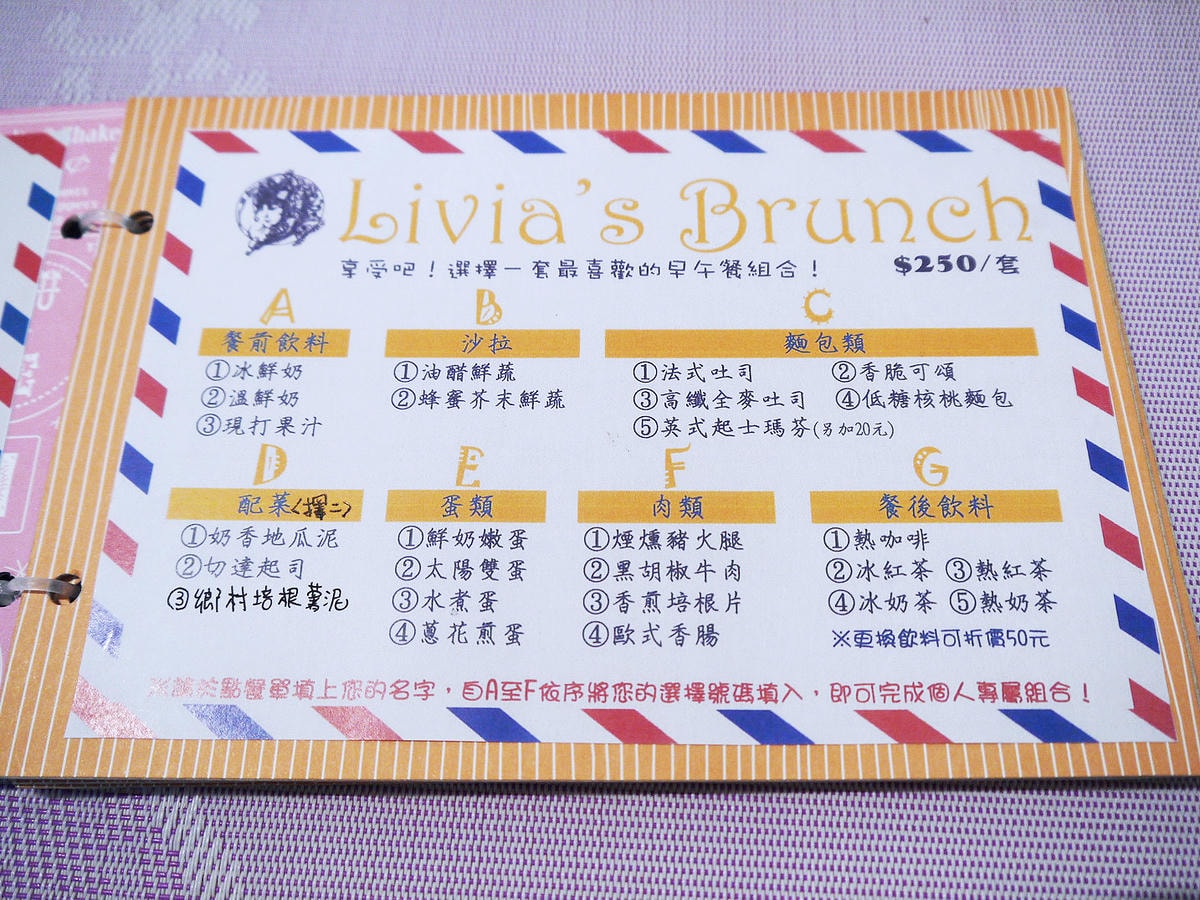 Livia's Brunch
享受吧！選擇一套最喜歡的早午餐組合！ $250/套
A B C
餐前飲料 沙拉 麵包類
①冰鮮奶 ①油醋鮮蔬 ①法式吐司 ②香脆可頌
②溫鮮奶 ②蜂蜜芥末鮮蔬 ③高纖全麥吐司 ④低糖核桃麵包
③現打果汁 ⑤英式起士瑪芬(另加20元)
D E F G
配菜<擇二> 蛋類 肉類 餐後飲料
①奶香地瓜泥 ①鮮奶嫩蛋 ①煙燻豬火腿 ①熱咖啡
②切達起司 ②太陽雙蛋 ②黑胡椒牛肉 ②冰紅茶 ③熱紅茶
③鄉村培根薯泥 ③水煮蛋 ③香煎培根片 ④冰奶茶 ⑤熱奶茶
④蔥花煎蛋 ④歐式香腸 ※更換飲料可折價50元
※請於點餐單填上您的名字，自A至F依序將您的選擇號碼填入，即可完成個人專屬組合！